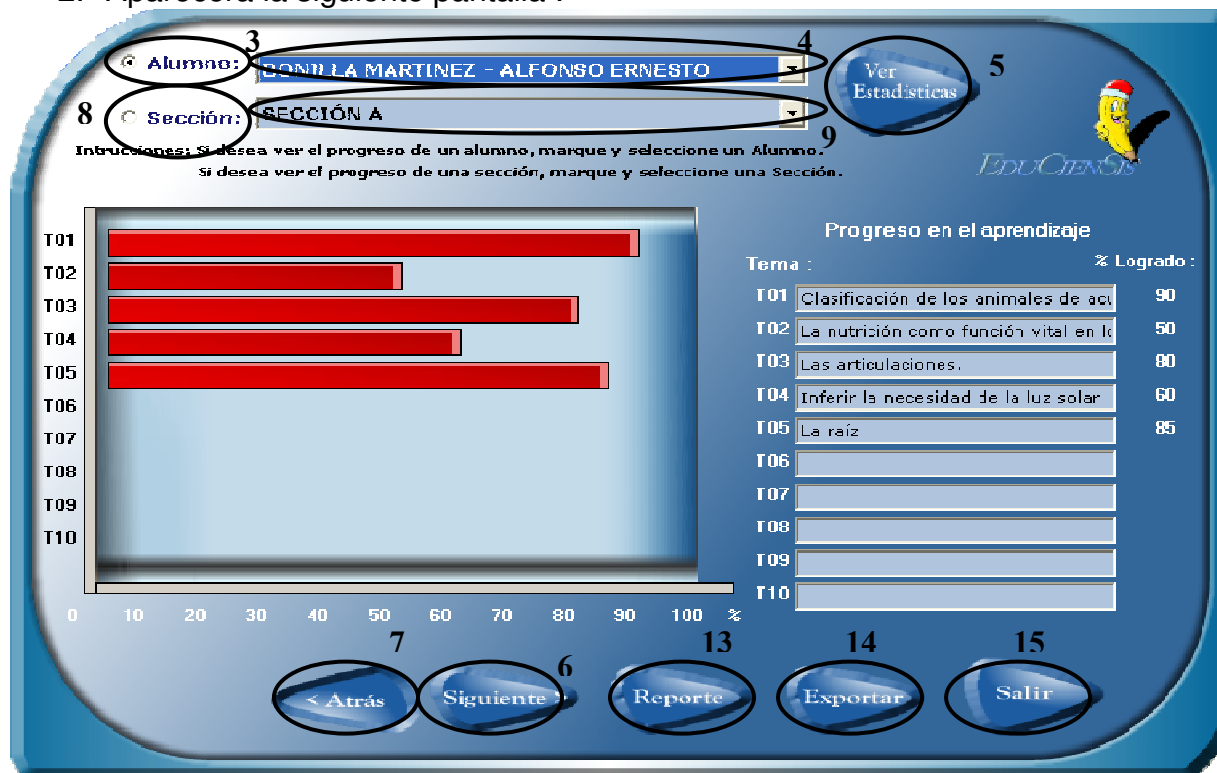 2. Aparecerá la siguiente pantalla :
3
4
Alumno:
BONILLA MARTINEZ - ALFONSO ERNESTO
Ver
Estadísticas
5
8
Sección:
SECCIÓN A
9
Intrucciones: Si desea ver el progreso de un alumno, marque y seleccione un Alumno.
Si desea ver el progreso de una sección, marque y seleccione una Sección.
EDUCIENSIS
Progreso en el aprendizaje
Tema :
% Logrado :
T01
T02
T03
T04
T05
T06
T07
T08
T09
T10
0 10 20 30 40 50 60 70 80 90 100 %
T01 Clasificación de los animales de acu 90
T02 La nutrición como función vital en lo 50
T03 Las articulaciones. 80
T04 Inferir la necesidad de la luz solar 60
T05 La raíz 85
T06
T07
T08
T09
T10
7
6
13
14
15
< Atrás
Siguiente >
Reporte
Exportar
Salir